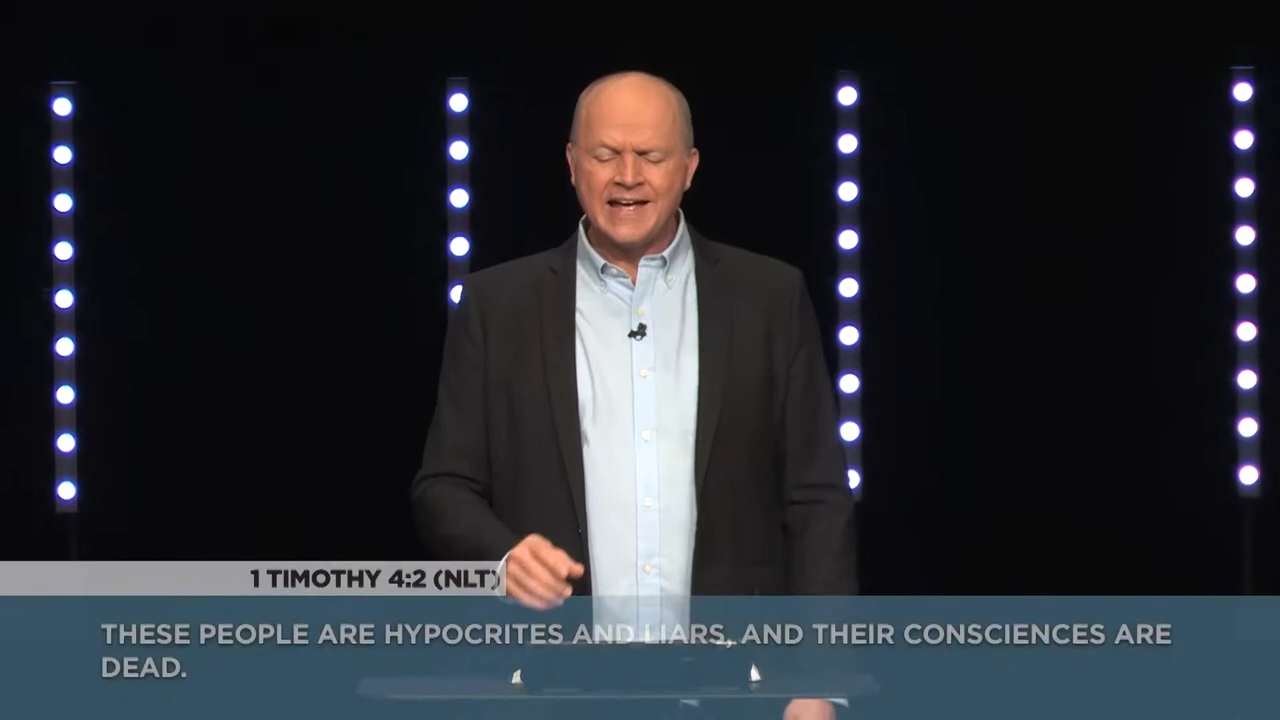 1 TIMOTHY 4:2 (NLT)
THESE PEOPLE ARE HYPOCRITES AND LIARS, AND THEIR CONSCIENCES ARE
DEAD.